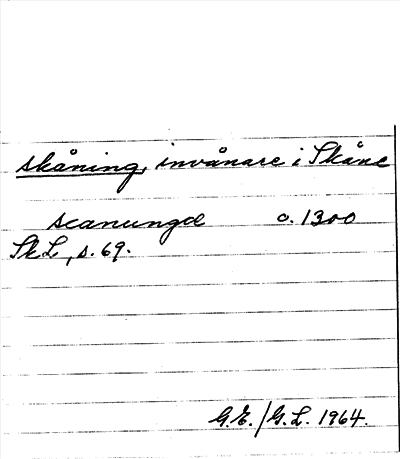 skåning, invånare i Skåne
scanungæ c. 1300
SkL, s. 69.
G.E./G.L. 1964.